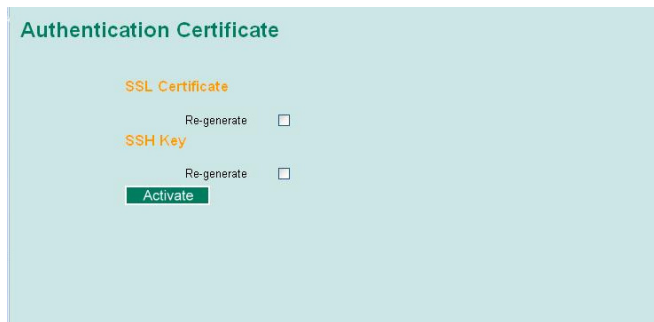 Authentication Certificate
SSL Certificate
Re-generate
SSH Key
Re-generate
Activate